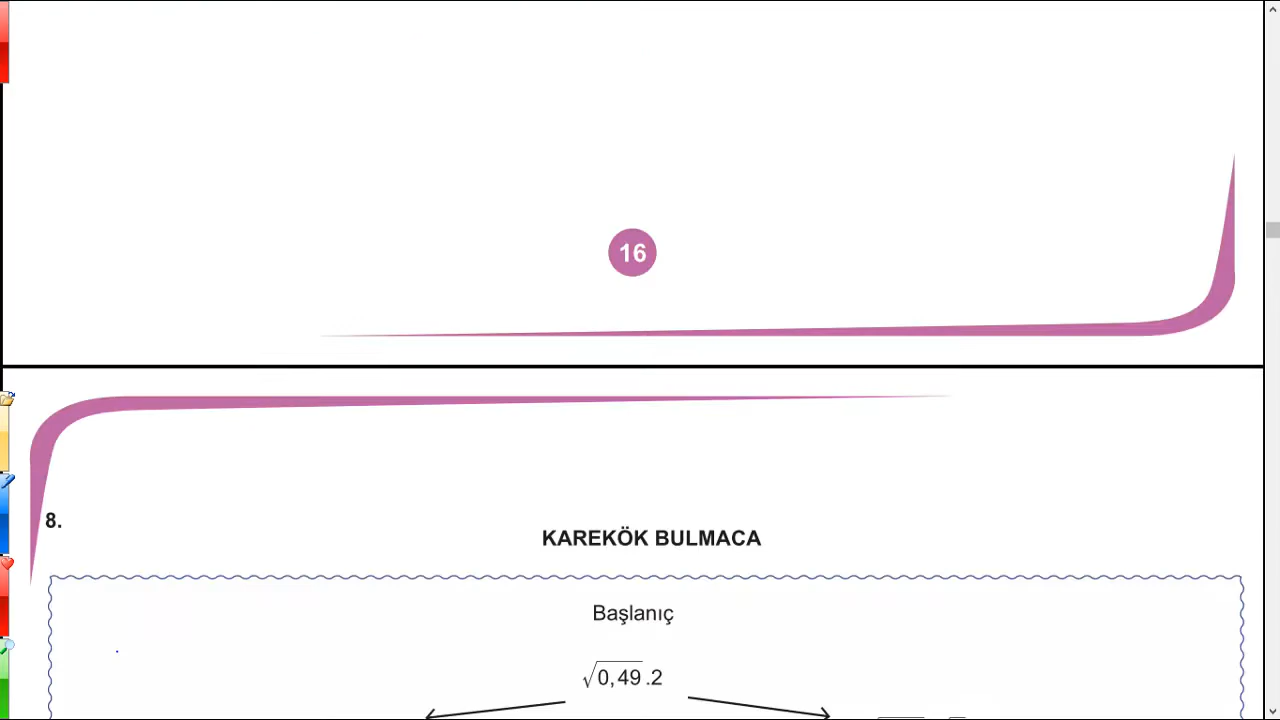 16
8.
KAREKÖK BULMACA
Başlanıç
√0,49 .2